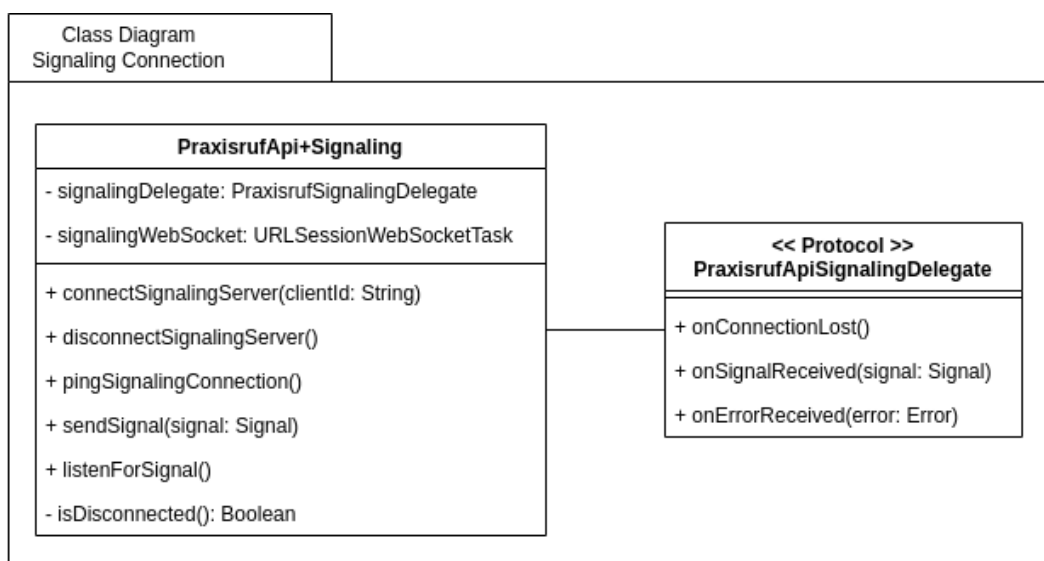 Class Diagram
Signaling Connection
PraxisrufApi+Signaling
- signalingDelegate: PraxisrufSignalingDelegate
- signalingWebSocket: URLSessionWebSocketTask
+ connectSignalingServer(clientId: String)
+ disconnectSignalingServer()
+ pingSignalingConnection()
+ sendSignal(signal: Signal)
+ listenForSignal()
- isDisconnected(): Boolean
<< Protocol >>
PraxisrufApiSignalingDelegate
+ onConnectionLost()
+ onSignalReceived(signal: Signal)
+ onErrorReceived(error: Error)